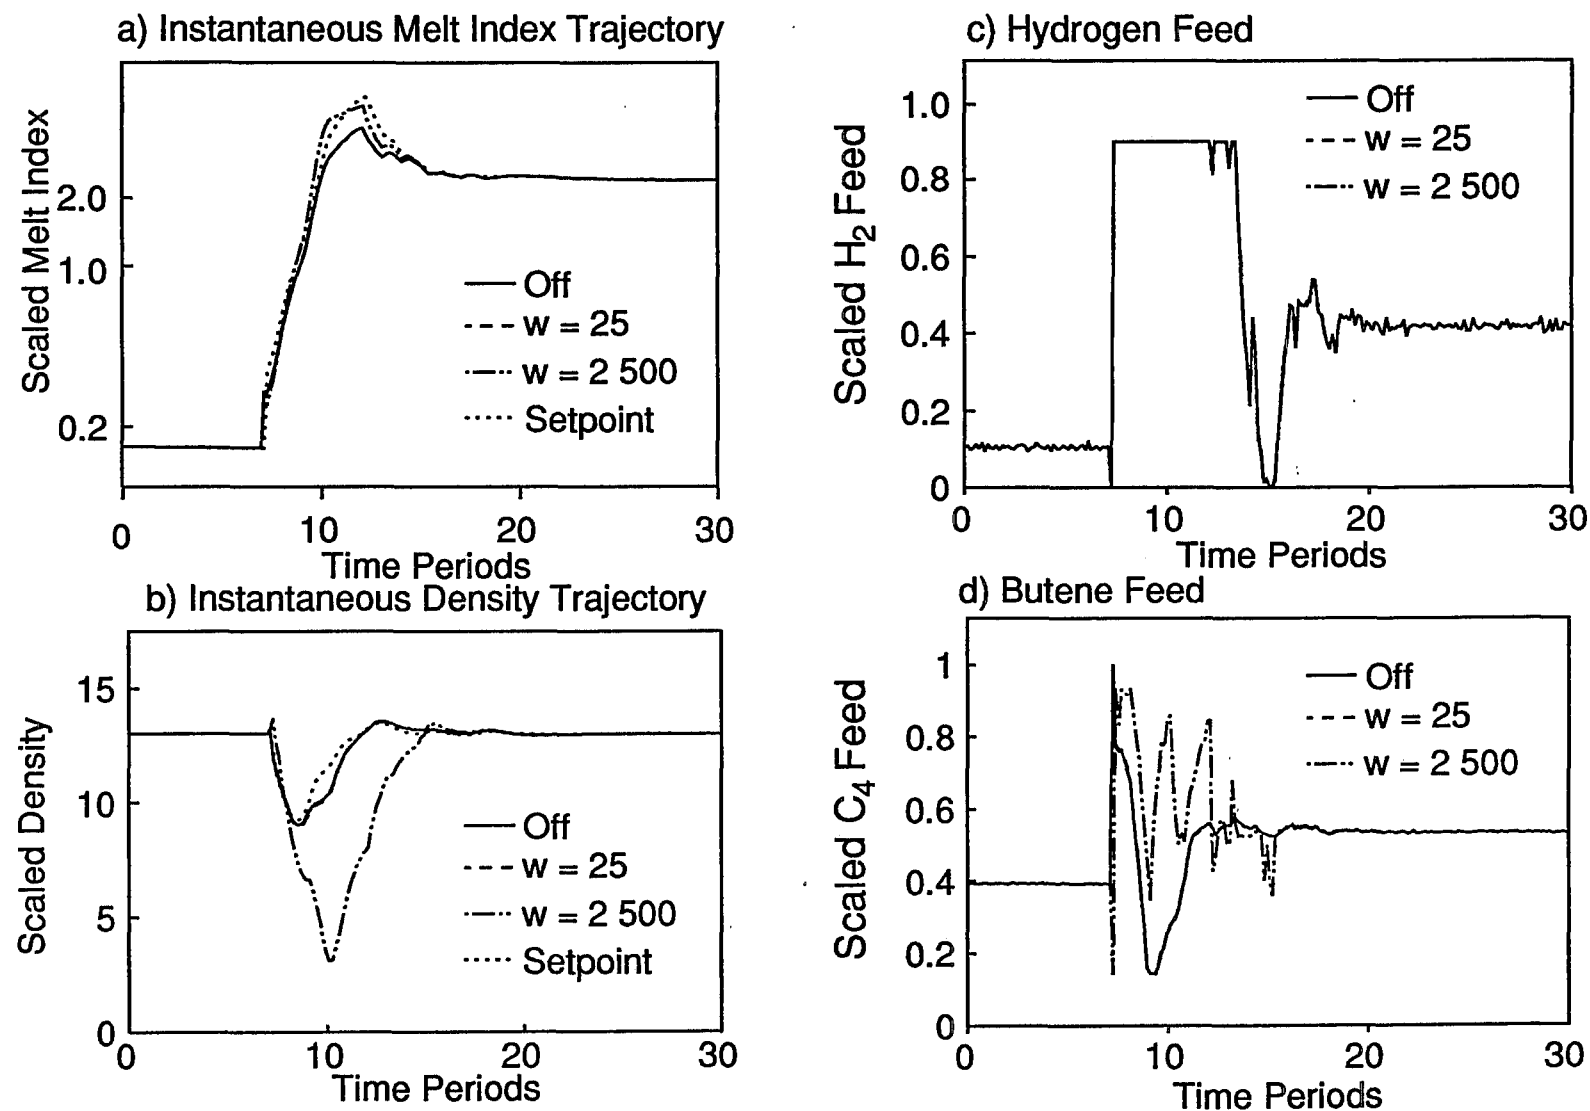 a) Instantaneous Melt Index Trajectory
Scaled Melt Index
2.0
1.0
0.2
Off
w = 25
w = 2 500
Setpoint
0 10 20 30
Time Periods
b) Instantaneous Density Trajectory
Scaled Density
15
10
5
0
Off
w = 25
w = 2 500
Setpoint
0 10 20 30
Time Periods
c) Hydrogen Feed
Scaled H2 Feed
1.0
0.8
0.6
0.4
0.2
0
Off
w = 25
w = 2 500
0 10 20 30
Time Periods
d) Butene Feed
Scaled C4 Feed
1
0.8
0.6
0.4
0.2
0
Off
w = 25
w = 2 500
0 10 20 30
Time Periods